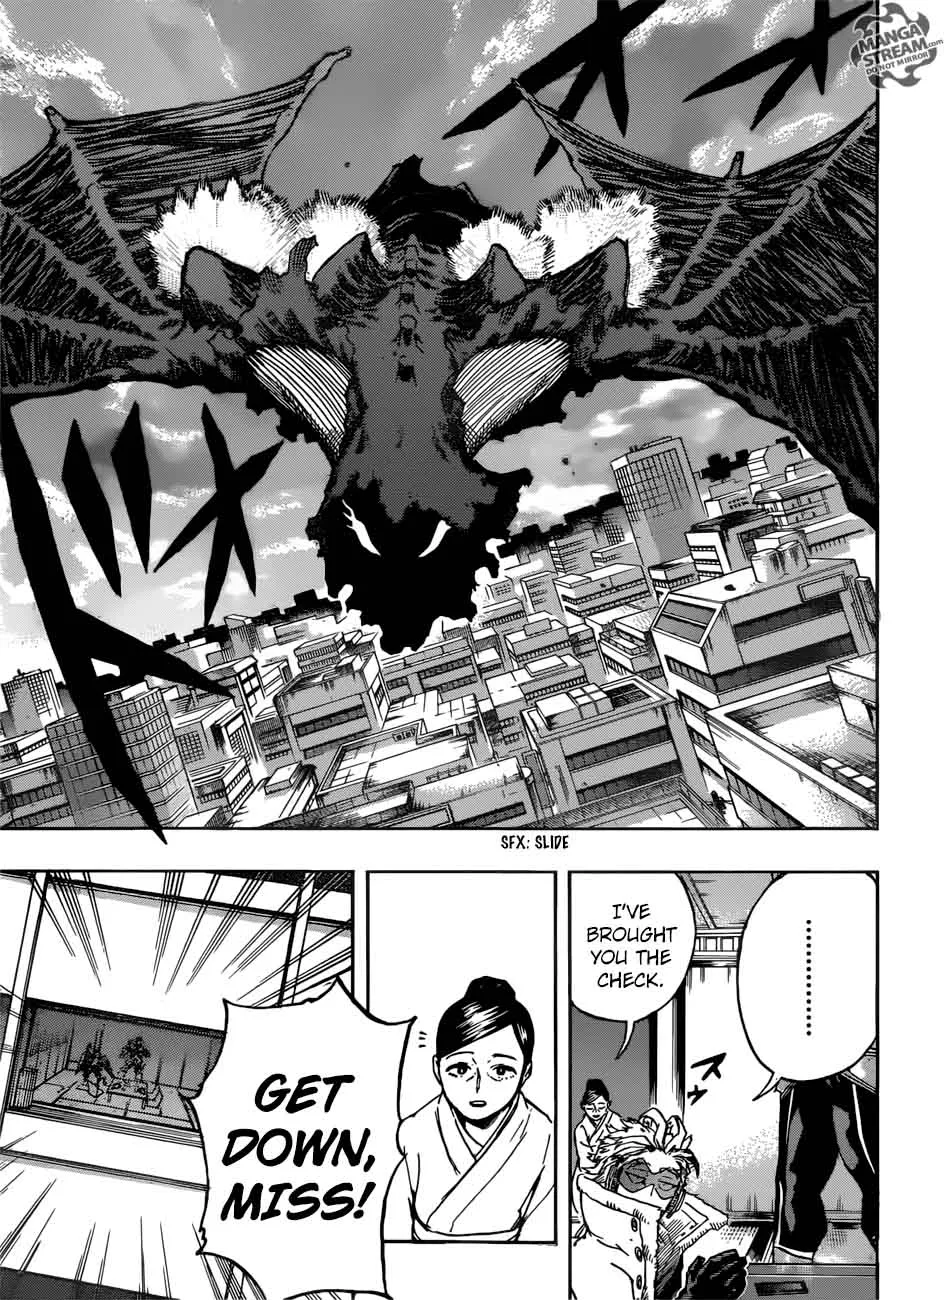 MANGA
STREAM.com
DO NOT MIRROR
SFX: SLIDE
............
I'VE
BROUGHT
YOU THE
CHECK.
GET
DOWN,
MISS!